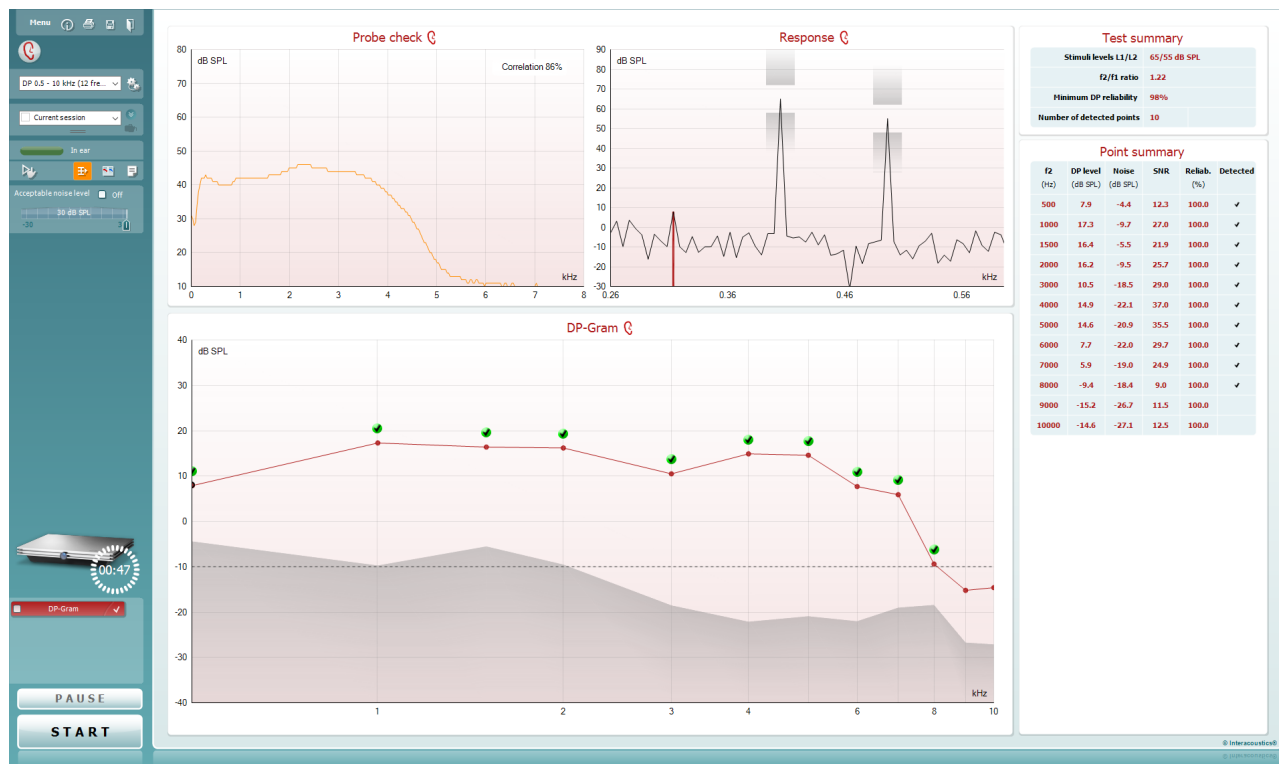 Menu
DP 0.5 - 10 kHz (12 fre...
Current session
In ear
Acceptable noise level Off
30 dB SPL
-30 3
00:47
DP-Gram
PAUSE
START
Probe check
dB SPL
Correlation 86%
80
70
60
50
40
30
20
10
kHz
0 1 2 3 4 5 6 7 8
Response
dB SPL
90
80
70
60
50
40
30
20
10
0
-10
-20
-30
kHz
0.26 0.36 0.46 0.56
DP-Gram
dB SPL
40
30
20
10
0
-10
-20
-30
-40
kHz
1 2 3 4 6 8 10
Test summary
Stimuli levels L1/L2 65/55 dB SPL
f2/f1 ratio 1.22
Minimum DP reliability 98%
Number of detected points 10
Point summary
f2 DP level Noise SNR Reliab. Detected
(Hz) (dB SPL) (dB SPL) (%)
500 7.9 -4.4 12.3 100.0
1000 17.3 -9.7 27.0 100.0
1500 16.4 -5.5 21.9 100.0
2000 16.2 -9.5 25.7 100.0
3000 10.5 -18.5 29.0 100.0
4000 14.9 -22.1 37.0 100.0
5000 14.6 -20.9 35.5 100.0
6000 7.7 -22.0 29.7 100.0
7000 5.9 -19.0 24.9 100.0
8000 -9.4 -18.4 9.0 100.0
9000 -15.2 -26.7 11.5 100.0
10000 -14.6 -27.1 12.5 100.0
© Interacoustics®